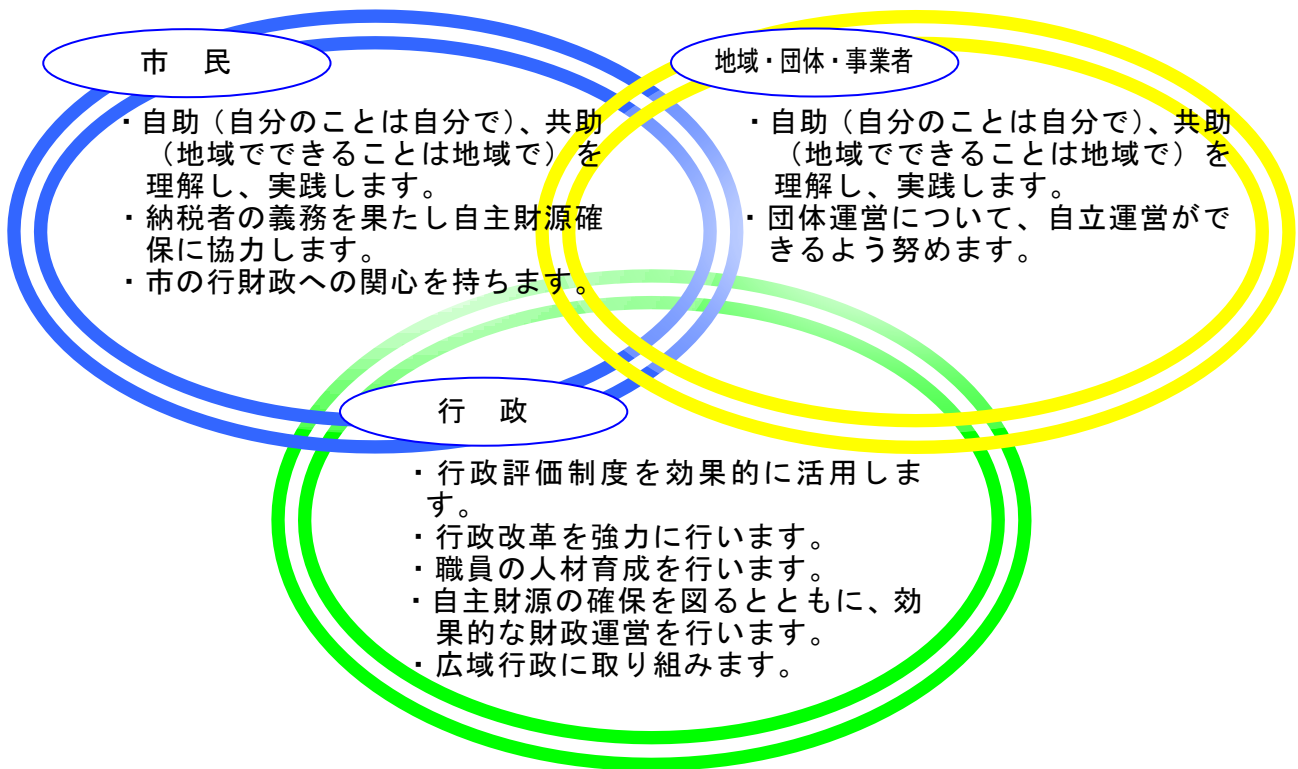 市　民
・自助（自分のことは自分で）、共助
（地域でできることは地域で）を
理解し、実践します。
・納税者の義務を果たし自主財源確
保に協力します。
・市の行財政への関心を持ちます。
地域・団体・事業者
・自助（自分のことは自分で）、共助
（地域でできることは地域で）を
理解し、実践します。
・団体運営について、自立運営がで
きるよう努めます。
行　政
・行政評価制度を効果的に活用しま
す。
・行政改革を強力に行います。
・職員の人材育成を行います。
・自主財源の確保を図るとともに、効
果的な財政運営を行います。
・広域行政に取り組みます。